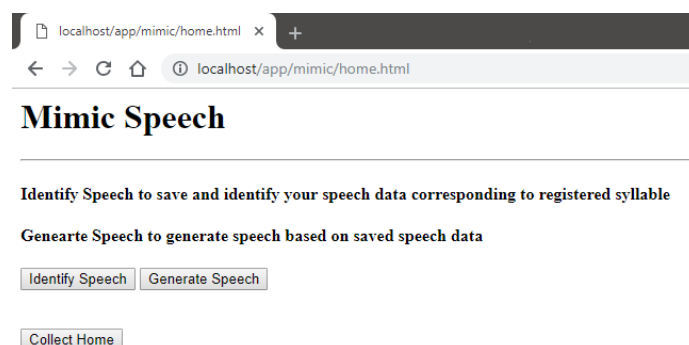 localhost/app/mimic/home.html
localhost/app/mimic/home.html
Mimic Speech
Identify Speech to save and identify your speech data corresponding to registered syllable
Genearte Speech to generate speech based on saved speech data
Identify Speech Generate Speech
Collect Home